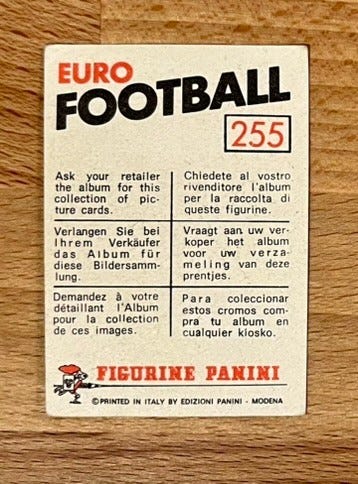 EURO
FOOTBALL
255
Ask your retailer
the album for this
collection of pic-
ture cards.
Chiedete al vostro
rivenditore l'album
per la raccolta di
queste figurine.
Verlangen Sie bei
Ihrem Verkäufer
das Album für
diese Bildersamm-
lung.
Vraagt aan uw ver-
koper het album
voor uw verza-
meling van deze
prentjes.
Demandez à votre
détaillant l'Album
pour la collection
de ces images.
Para coleccionar
estos cromos com
pra tu album en
cualquier kiosko.
FIGURINE PANINI
©PRINTED IN ITALY BY EDIZIONI PANINI - MODENA